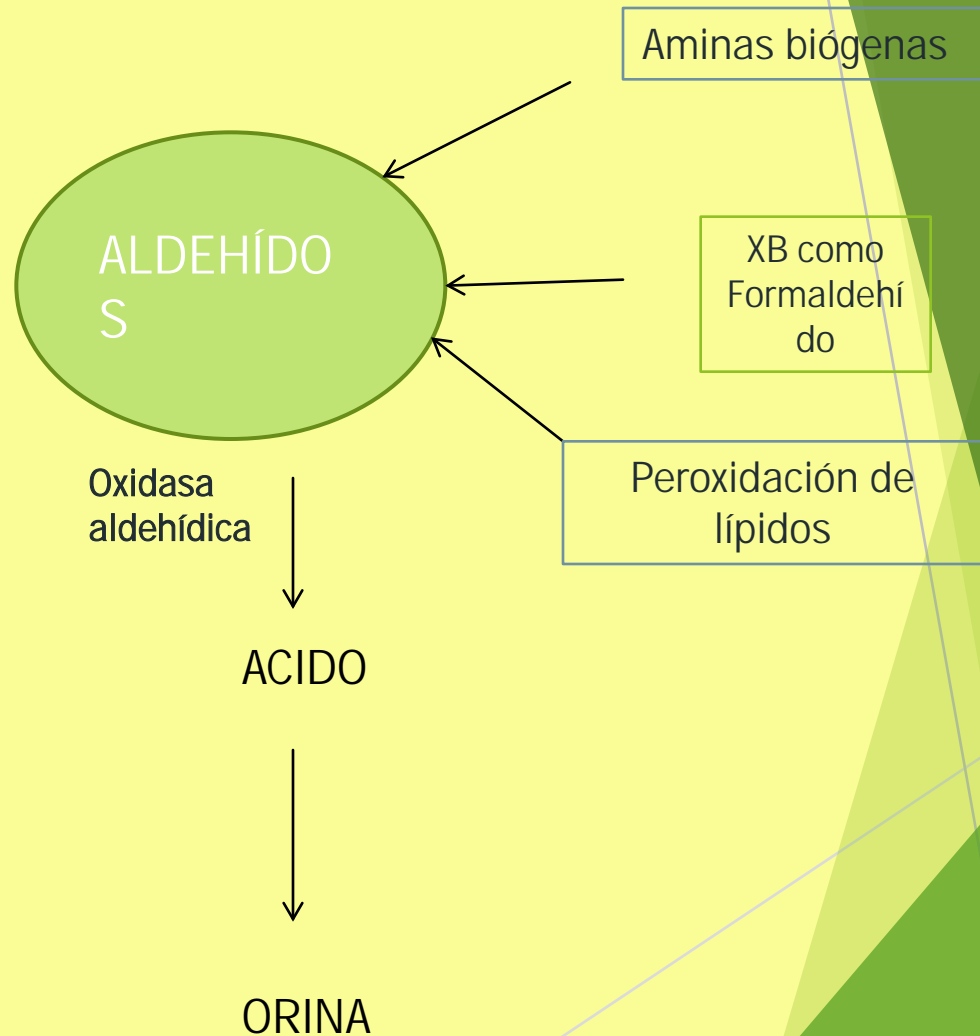 Aminas biógenas
ALDEHÍDO
S
XB como
Formaldehí
do
Peroxidación de
lípidos
Oxidasa
aldehídica
ACIDO
ORINA